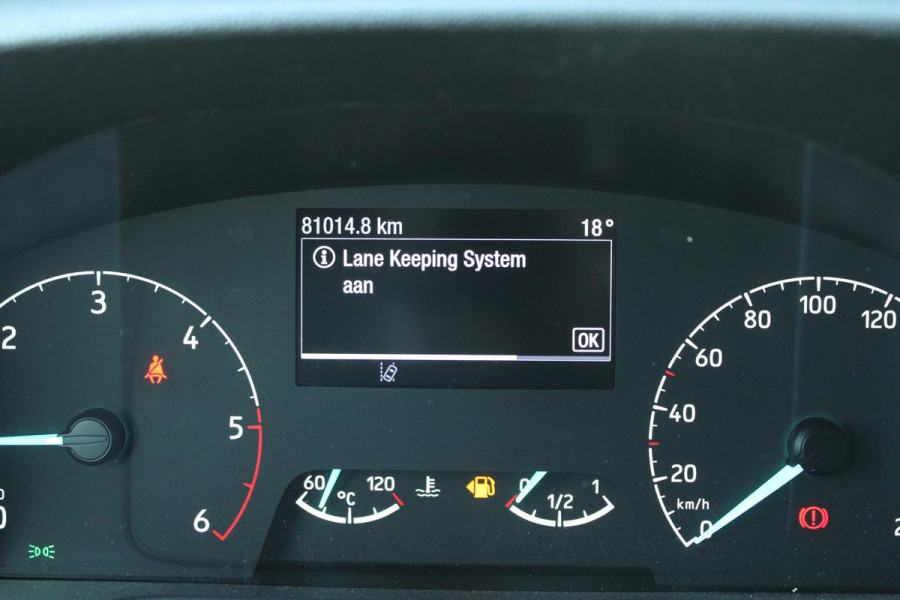 81014.8 km 18°
Lane Keeping System
aan
OK
2 3 4 5 6
60 °C 120
0 1/2 1
0 20 40 60 80 100 120
km/h